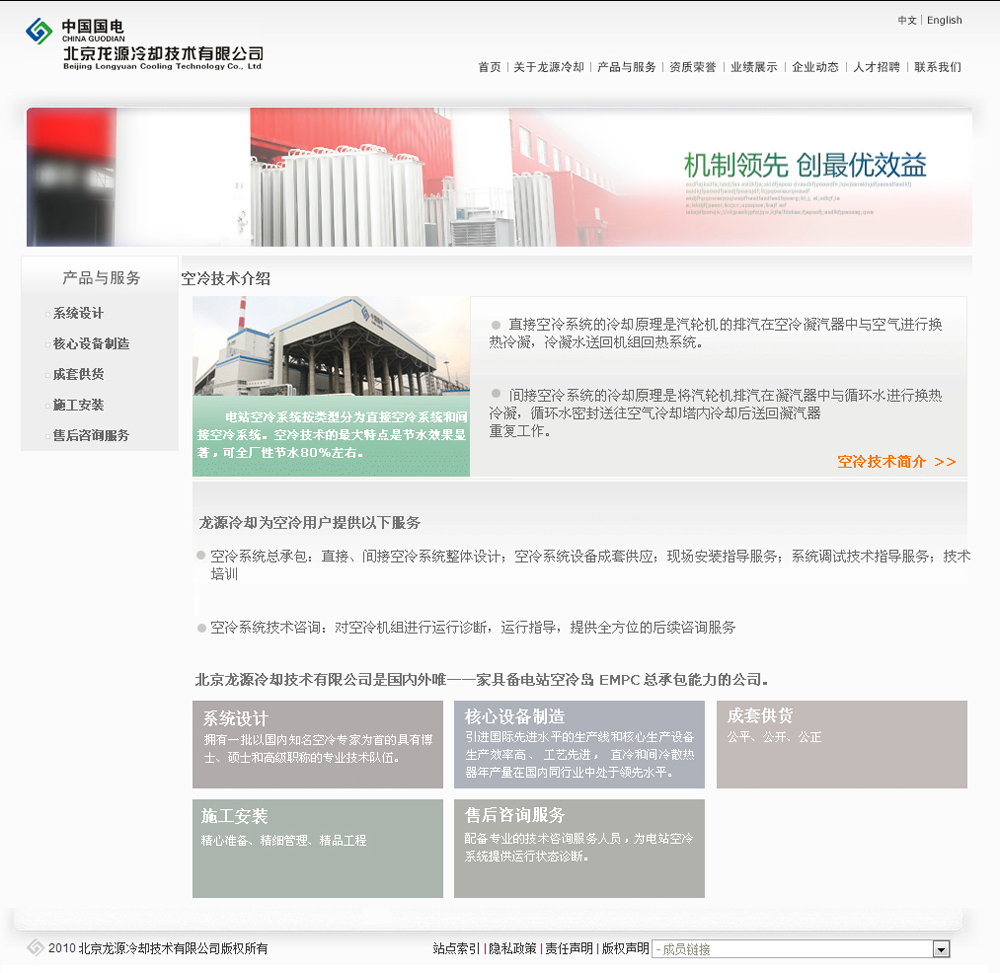 中国国电
CHINA GUODIAN
北京龙源冷却技术有限公司
Beijing Longyuan Cooling Technology Co., Ltd
中文 | English
首页 | 关于龙源冷却 | 产品与服务 | 资质荣誉 | 业绩展示 | 企业动态 | 人才招聘 | 联系我们
机制领先 创最优效益
产品与服务
系统设计
核心设备制造
成套供货
施工安装
售后咨询服务
空冷技术介绍
电站空冷系统按类型分为直接空冷系统和间
接空冷系统。空冷技术的最大特点是节水效果显
著，可全厂性节水80%左右。
直接空冷系统的冷却原理是汽轮机的排汽在空冷凝汽器中与空气进行换
热冷凝，冷凝水送回机组回热系统。
间接空冷系统的冷却原理是将汽轮机排汽在凝汽器中与循环水进行换热
冷凝，循环水密封送往空气冷却塔内冷却后送回凝汽器
重复工作。
空冷技术简介 >>
龙源冷却为空冷用户提供以下服务
空冷系统总承包：直接、间接空冷系统整体设计；空冷系统设备成套供应；现场安装指导服务；系统调试技术指导服务；技术
培训
空冷系统技术咨询：对空冷机组进行运行诊断，运行指导，提供全方位的后续咨询服务
北京龙源冷却技术有限公司是国内外唯一一家具备电站空冷岛 EMPC 总承包能力的公司。
系统设计
拥有一批以国内知名空冷专家为首的具有博
士、硕士和高级职称的专业技术队伍。
核心设备制造
引进国际先进水平的生产线和核心生产设备
生产效率高、 工艺先进， 直冷和间冷散热
器年产量在国内同行业中处于领先水平。
成套供货
公平、公开、公正
施工安装
精心准备、精细管理、精品工程
售后咨询服务
配备专业的技术咨询服务人员，为电站空冷
系统提供运行状态诊断。
2010 北京龙源冷却技术有限公司版权所有
站点索引 | 隐私政策 | 责任声明 | 版权声明
- 成员链接